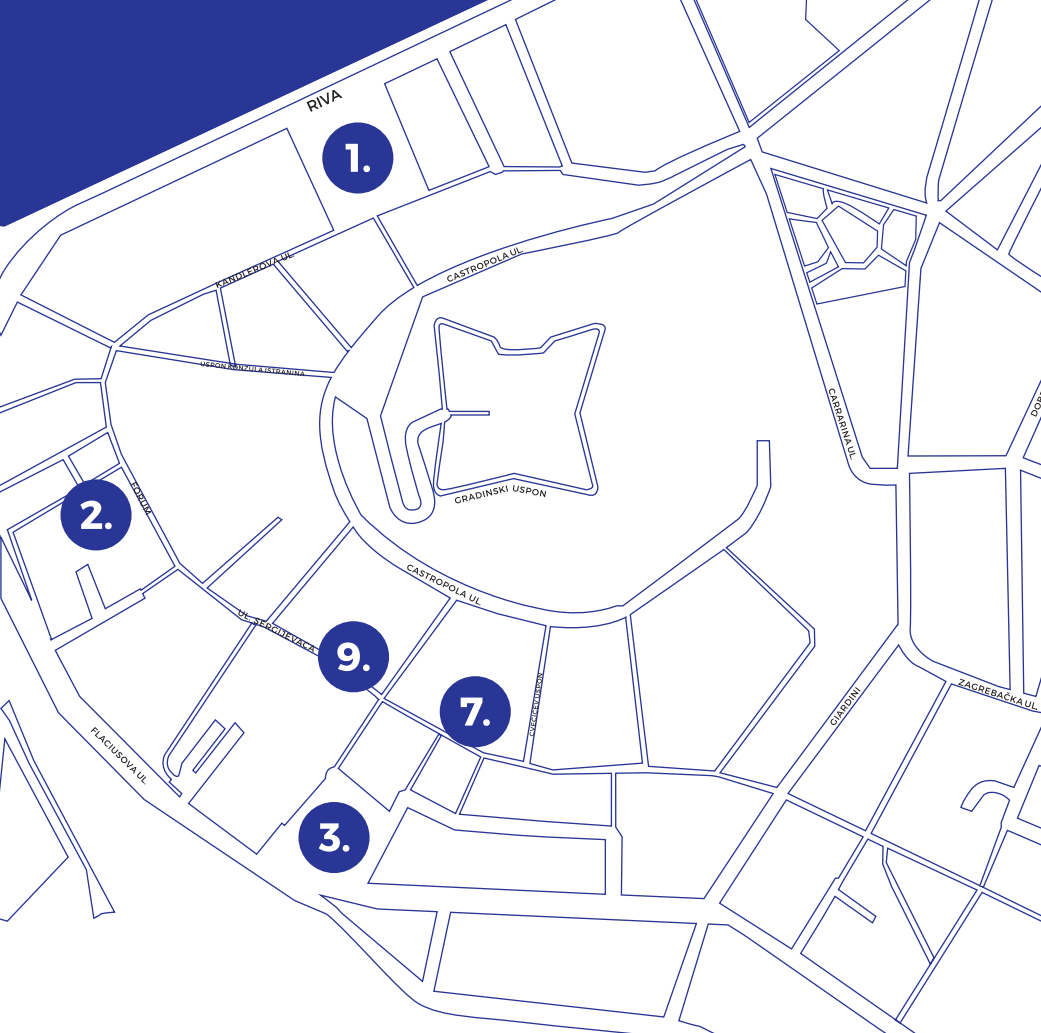 RIVA
1.
KANDLEROVA UL
CASTROPOLA UL
USPON KONZULA ISTRANINA
CARRARINA UL
GRADINSKI USPON
2.
FORUM
CASTROPOLA UL
UL SERGIJEVACA
9.
7.
GIARDINI
ZAGREBAČKA UL
FLACIUSOVA UL
3.